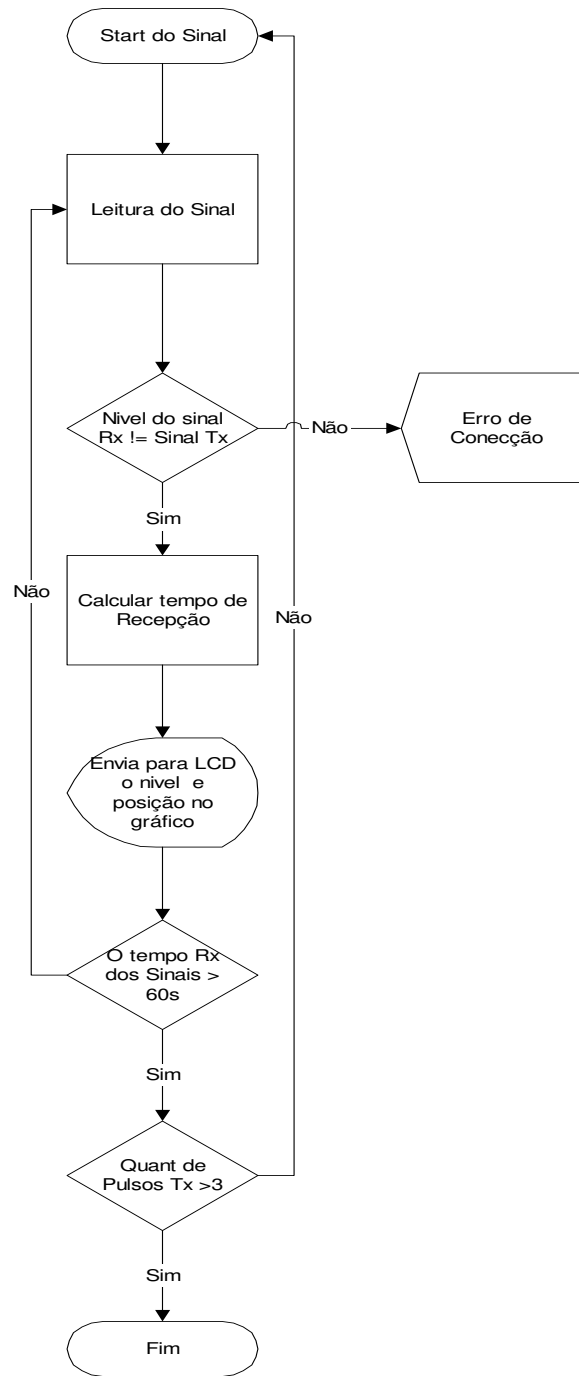 Start do Sinal
Leitura do Sinal
Nivel do sinal
Rx != Sinal Tx
Não
Erro de
Conecção
Sim
Calcular tempo de
Recepção
Não
Não
Envia para LCD
o nivel e
posição no
gráfico
O tempo Rx
dos Sinais >
60s
Sim
Quant de
Pulsos Tx >3
Sim
Fim